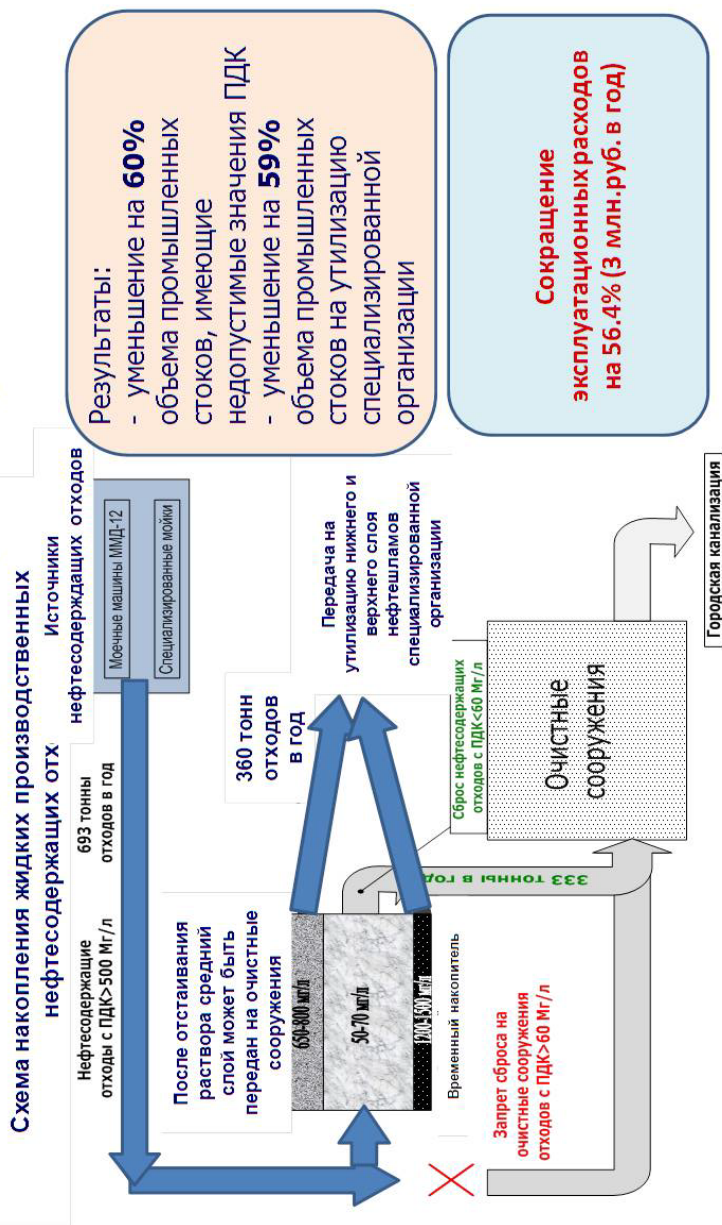 Схема накопления жидких производственных
нефтесодержащих отх
Источники
нефтесодерждащих отходов
Моечные машины ММД-12
Специализированные мойки
693 тонны
отходов в год
Нефтесодержащие
отходы с ПДК>500 Мг/л
После отстаивания
раствора средний
слой может быть
передан на очистные
сооружения
650-800 мг/л
50-70 мг/л
1200-1500 мг/л
Временный накопитель
360 тонн
отходов
в год
Передача на
утилизацию нижнего и
верхнего слоя
нефтешламов
специализированной
организации
Сброс нефтесодержащих
отходов с ПДК<60 Мг/л
333 тонны в год
Запрет сброса на
очистные сооружения
отходов с ПДК>60 Мг/л
Очистные
сооружения
Городская канализация
Результаты:
- уменьшение на 60%
объема промышленных
стоков, имеющие
недопустимые значения ПДК
- уменьшение на 59%
объема промышленных
стоков на утилизацию
специализированной
организации
Сокращение
эксплуатационных расходов
на 56.4% (3 млн.руб. в год)